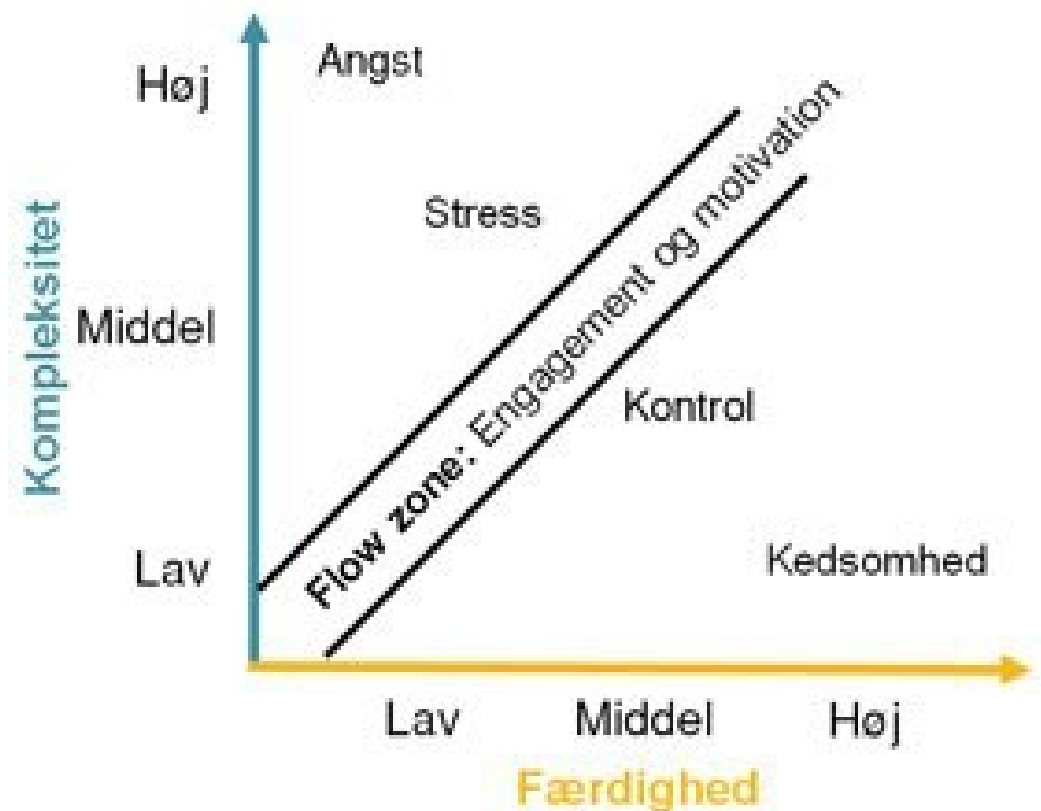 Høj
Angst
Stress
Kompleksitet
Middel
Flow zone: Engagement og motivation
Kontrol
Lav
Kedsomhed
Lav Middel Høj
Færdighed